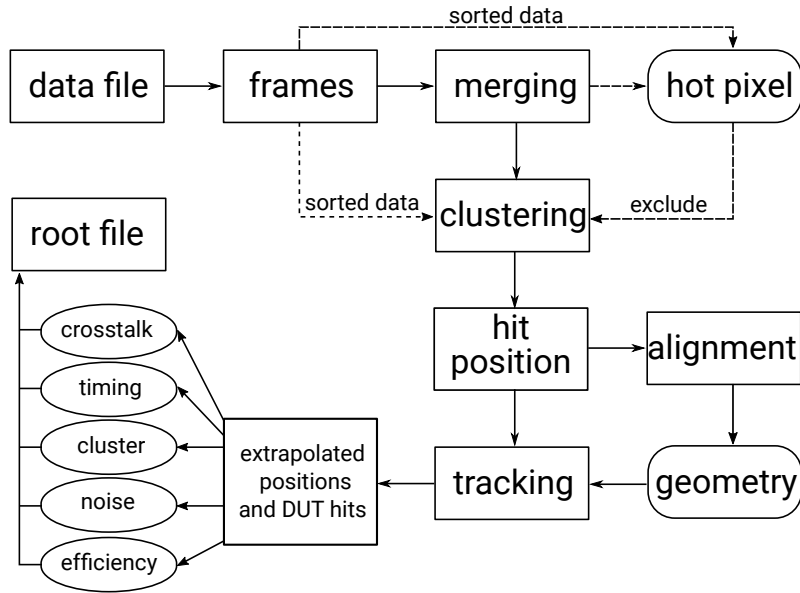 sorted data
data file
frames
merging
hot pixel
sorted data
clustering
exclude
root file
hit
position
alignment
crosstalk
timing
cluster
noise
efficiency
extrapolated
positions
and DUT hits
tracking
geometry